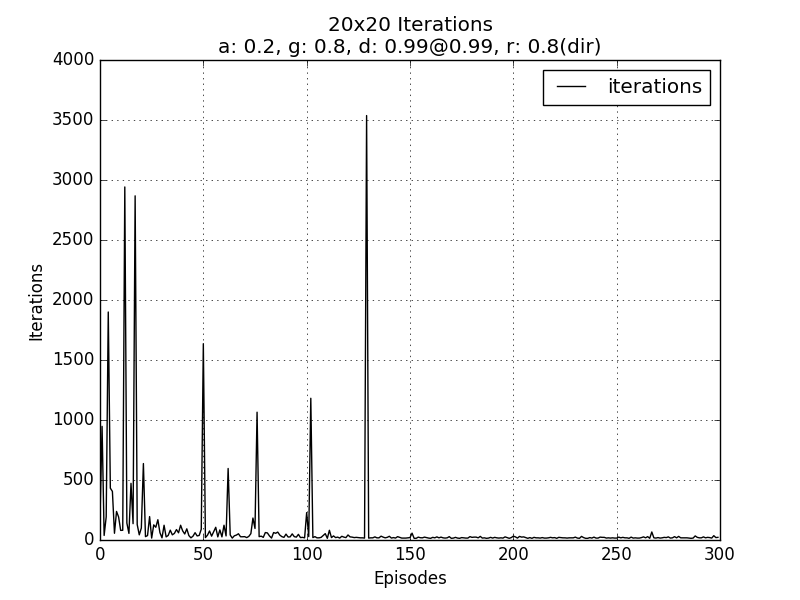 20x20 Iterations
a: 0.2, g: 0.8, d: 0.99@0.99, r: 0.8(dir)
4000
3500
3000
2500
2000
1500
1000
500
0
Iterations
iterations
0 50 100 150 200 250 300
Episodes